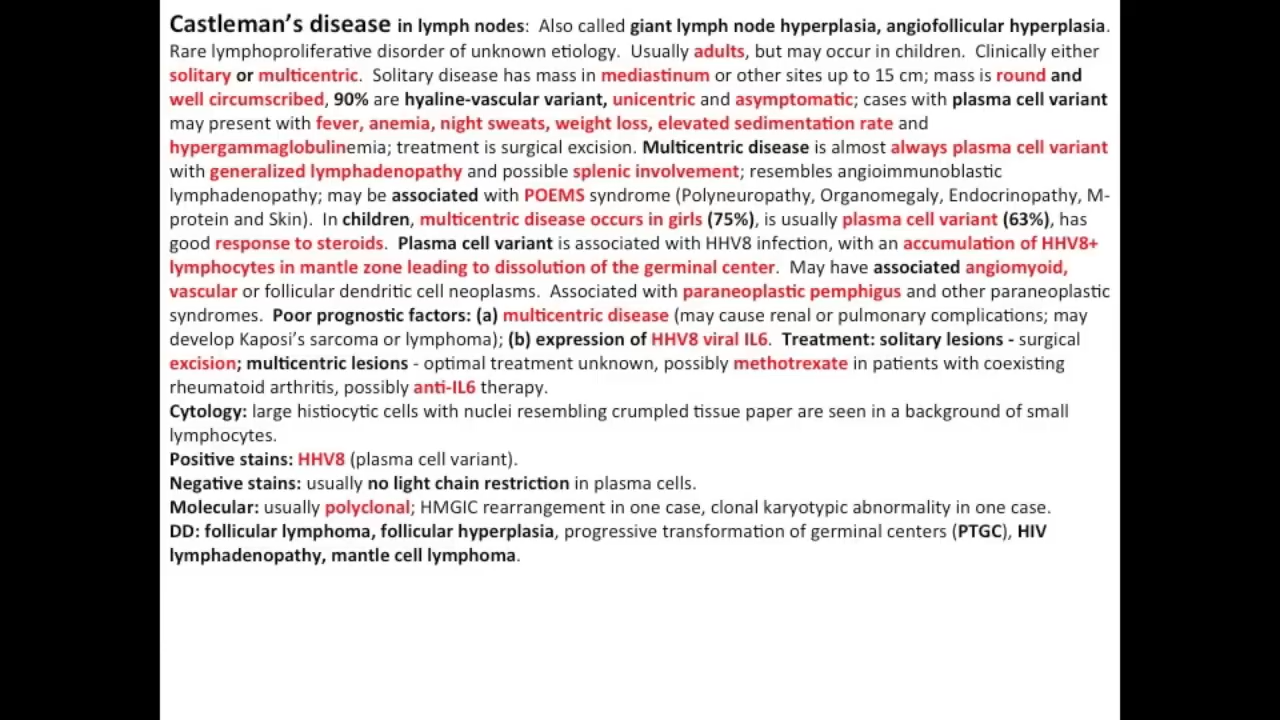 Castleman's disease in lymph nodes:  Also called giant lymph node hyperplasia, angiofollicular hyperplasia.
Rare lymphoproliferative disorder of unknown etiology.  Usually adults, but may occur in children.  Clinically either
solitary or multicentric.  Solitary disease has mass in mediastinum or other sites up to 15 cm; mass is round and
well circumscribed, 90% are hyaline-vascular variant, unicentric and asymptomatic; cases with plasma cell variant
may present with fever, anemia, night sweats, weight loss, elevated sedimentation rate and
hypergammaglobulinemia; treatment is surgical excision. Multicentric disease is almost always plasma cell variant
with generalized lymphadenopathy and possible splenic involvement; resembles angioimmunoblastic
lymphadenopathy; may be associated with POEMS syndrome (Polyneuropathy, Organomegaly, Endocrinopathy, M-
protein and Skin).  In children, multicentric disease occurs in girls (75%), is usually plasma cell variant (63%), has
good response to steroids.  Plasma cell variant is associated with HHV8 infection, with an accumulation of HHV8+
lymphocytes in mantle zone leading to dissolution of the germinal center.  May have associated angiomyoid,
vascular or follicular dendritic cell neoplasms.  Associated with paraneoplastic pemphigus and other paraneoplastic
syndromes.  Poor prognostic factors: (a) multicentric disease (may cause renal or pulmonary complications; may
develop Kaposi's sarcoma or lymphoma); (b) expression of HHV8 viral IL6.  Treatment: solitary lesions - surgical
excision; multicentric lesions - optimal treatment unknown, possibly methotrexate in patients with coexisting
rheumatoid arthritis, possibly anti-IL6 therapy.
Cytology: large histiocytic cells with nuclei resembling crumpled tissue paper are seen in a background of small
lymphocytes.
Positive stains: HHV8 (plasma cell variant).
Negative stains: usually no light chain restriction in plasma cells.
Molecular: usually polyclonal; HMGIC rearrangement in one case, clonal karyotypic abnormality in one case.
DD: follicular lymphoma, follicular hyperplasia, progressive transformation of germinal centers (PTGC), HIV
lymphadenopathy, mantle cell lymphoma.